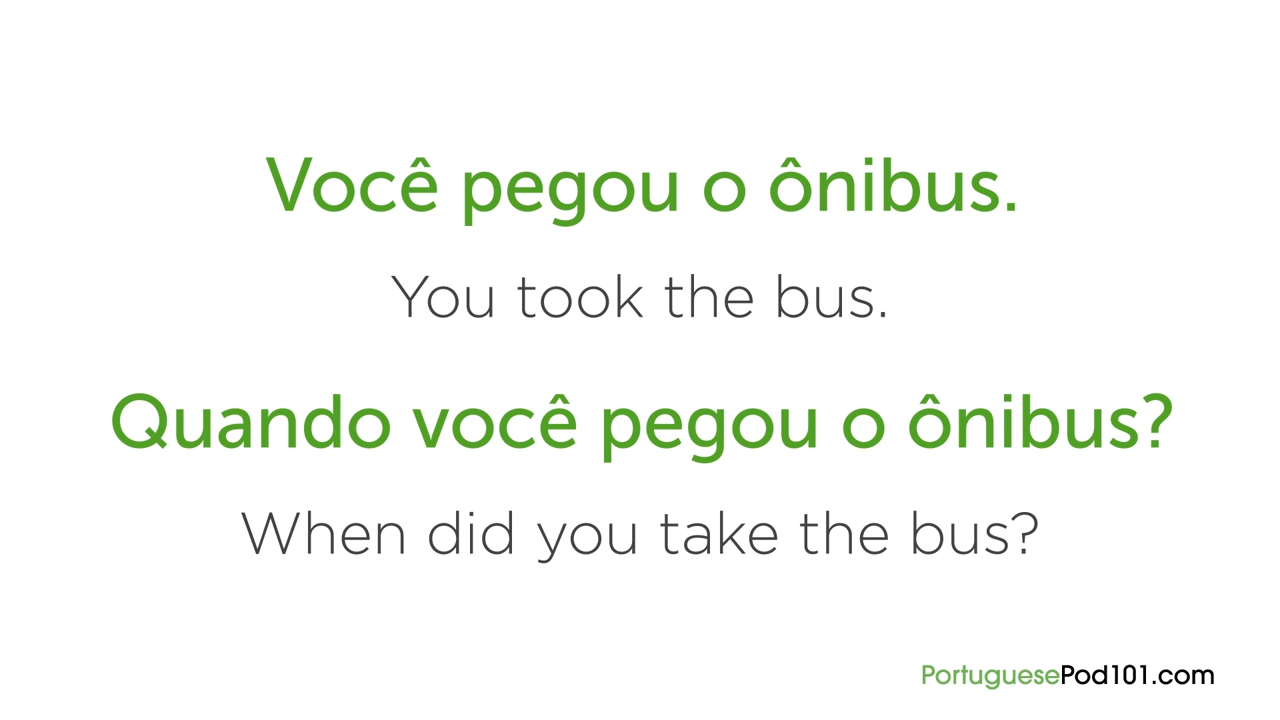 Você pegou o ônibus.
You took the bus.
Quando você pegou o ônibus?
When did you take the bus?
PortuguesePod101.com